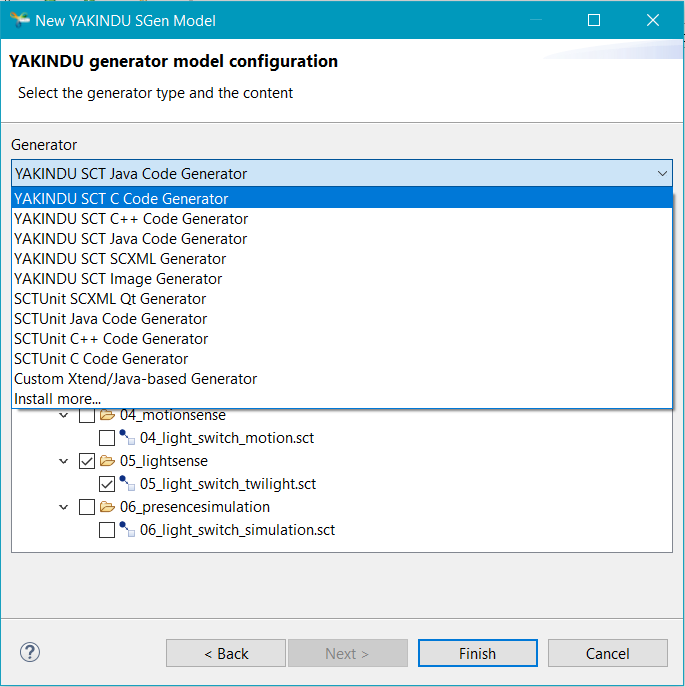 New YAKINDU SGen Model
YAKINDU generator model configuration
Select the generator type and the content
Generator
YAKINDU SCT Java Code Generator
YAKINDU SCT C Code Generator
YAKINDU SCT C++ Code Generator
YAKINDU SCT Java Code Generator
YAKINDU SCT SCXML Generator
YAKINDU SCT Image Generator
SCTUnit SCXML Qt Generator
SCTUnit Java Code Generator
SCTUnit C++ Code Generator
SCTUnit C Code Generator
Custom Xtend/Java-based Generator
Install more...
04_motionsense
04_light_switch_motion.sct
05_lightsense
05_light_switch_twilight.sct
06_presencesimulation
06_light_switch_simulation.sct
? < Back Next > Finish Cancel